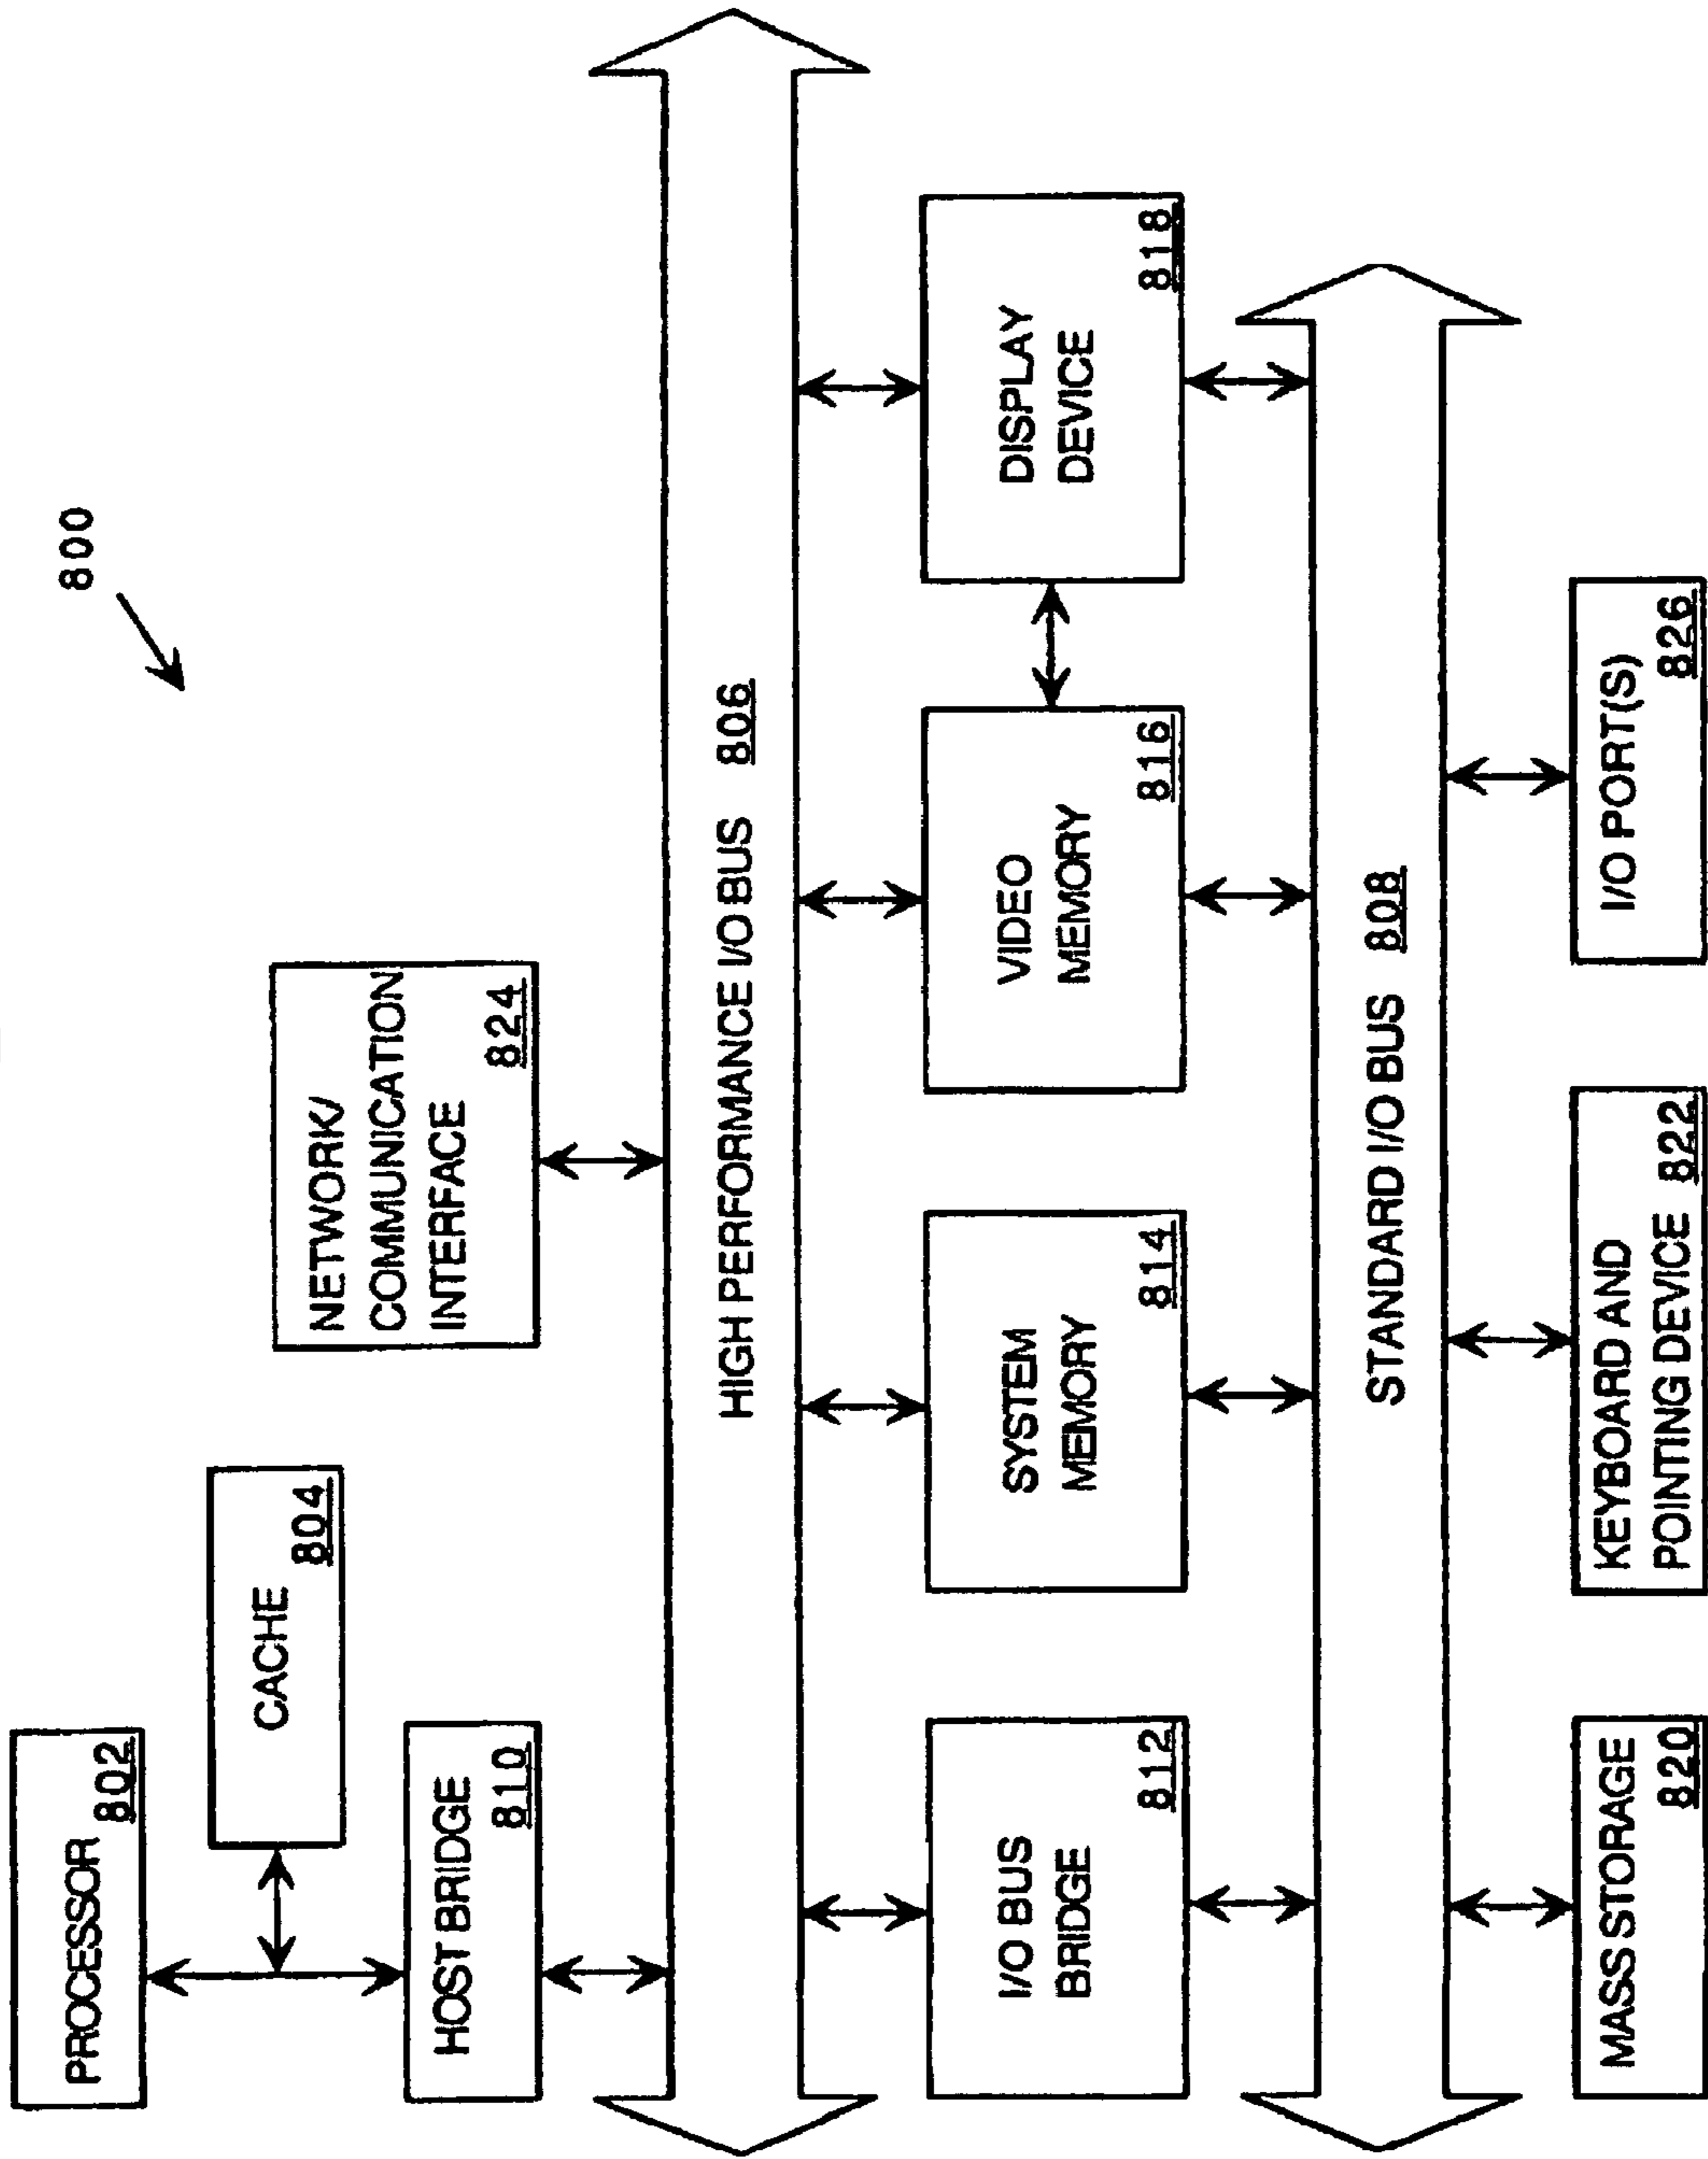 800
PROCESSOR
802
CACHE
804
HOST BRIDGE
810
NETWORK/
COMMUNICATION
INTERFACE
824
HIGH PERFORMANCE I/O BUS 806
I/O BUS
BRIDGE
812
SYSTEM
MEMORY
814
VIDEO
MEMORY
816
DISPLAY
DEVICE
818
STANDARD I/O BUS 808
MASS STORAGE
820
KEYBOARD AND
POINTING DEVICE 822
I/O PORT(S)
826